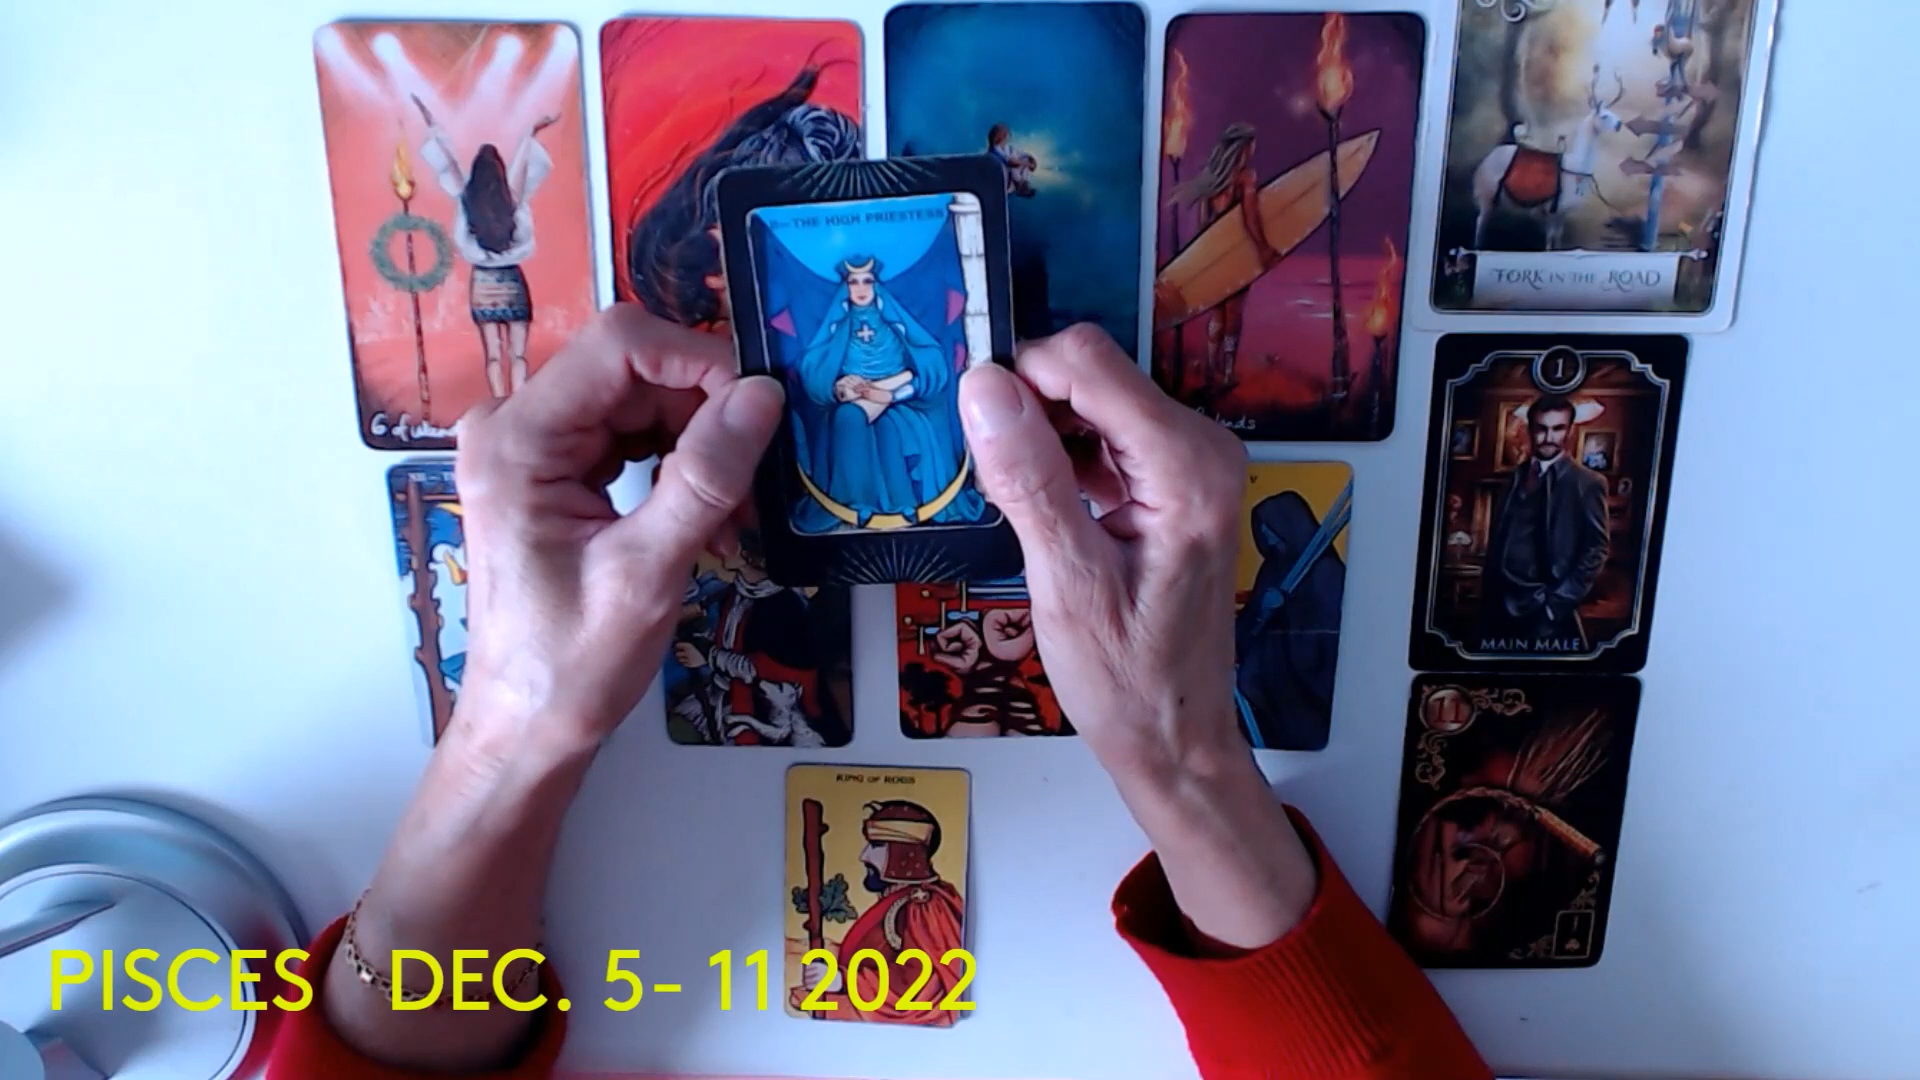 II—THE HIGH PRIESTESS
FORK IN THE ROAD
6 of Wands
1
MAIN MALE
V
11
KING OF RODS
PISCES DEC. 5- 11 2022